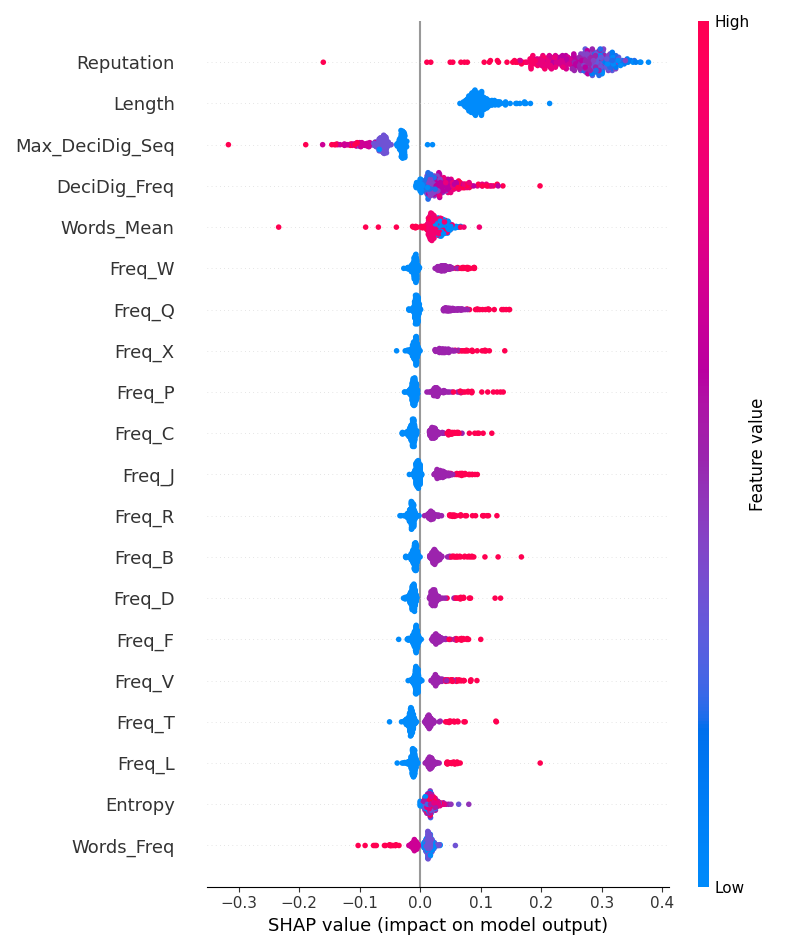 High
Reputation
Length
Max_DeciDig_Seq
DeciDig_Freq
Words_Mean
Freq_W
Freq_Q
Freq_X
Freq_P
Freq_C
Freq_J
Freq_R
Freq_B
Freq_D
Freq_F
Freq_V
Freq_T
Freq_L
Entropy
Words_Freq
Feature value
Low
−0.3 −0.2 −0.1 0.0 0.1 0.2 0.3 0.4
SHAP value (impact on model output)